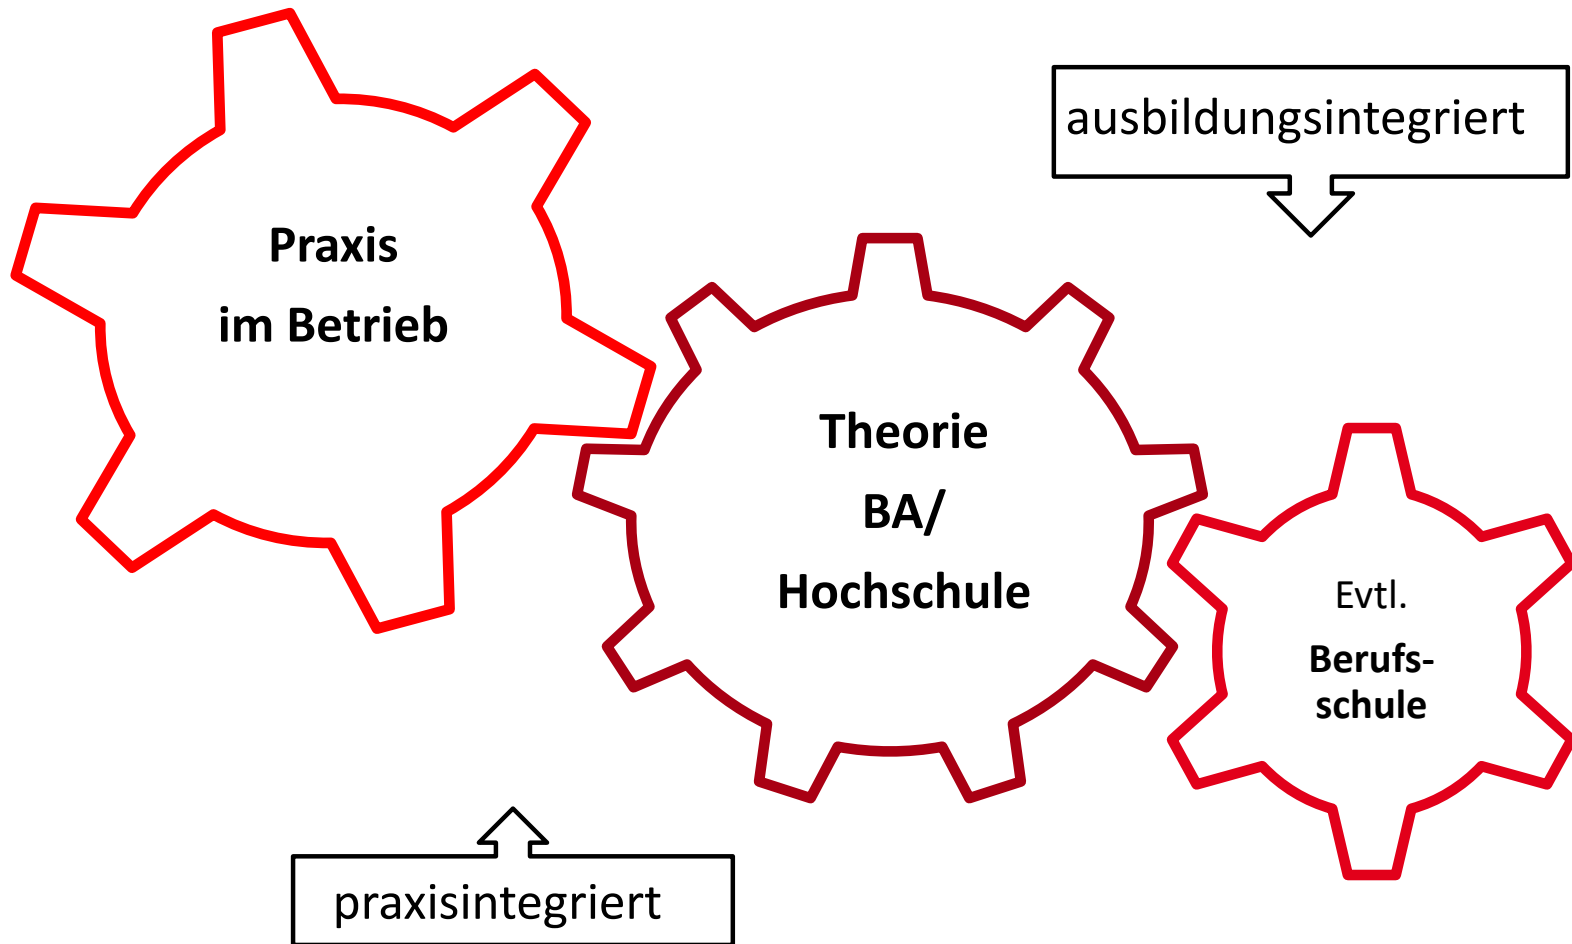 ausbildungsintegriert
Praxis
im Betrieb
Theorie
BA/
Hochschule
Evtl.
Berufs-
schule
praxisintegriert